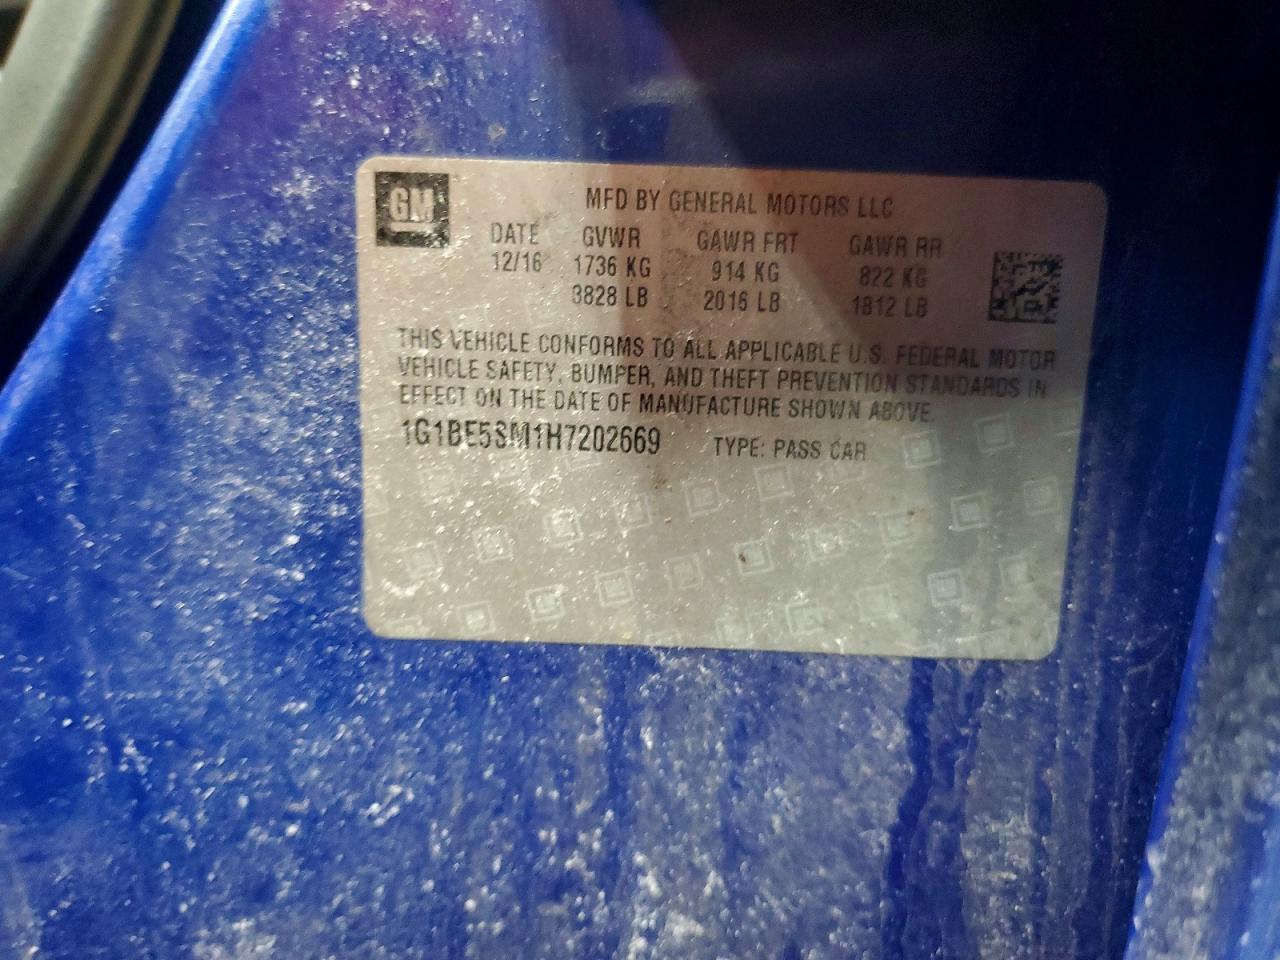 GM
MFD BY GENERAL MOTORS LLC
DATE GVWR GAWR FRT GAWR RR
12/16 1736 KG 914 KG 822 KG
3828 LB 2016 LB 1812 LB
THIS VEHICLE CONFORMS TO ALL APPLICABLE U.S. FEDERAL MOTOR
VEHICLE SAFETY, BUMPER, AND THEFT PREVENTION STANDARDS IN
EFFECT ON THE DATE OF MANUFACTURE SHOWN ABOVE.
1G1BE5SM1H7202669 TYPE: PASS CAR